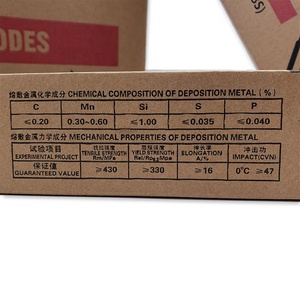 ODES
SS)
熔敷金属化学成分 CHEMICAL COMPOSITION OF DEPOSITION METAL (%)
C Mn Si S P
≤0.20 0.30~0.60 ≤1.00 ≤0.035 ≤0.040
熔敷金属力学成分 MECHANICAL PROPERTIES OF DEPOSITION METAL
试验项目 抗拉强度 屈服强度 伸长率 冲击功
EXPERIMENTAL PROJECT TENSILE STRENGTH YIELD STRENGTH ELONGATION IMPACT(CVN)
Rm/MPa Rel/Rp0.2Mpa A/%
保证值 ≥430 ≥330 ≥16 0℃ ≥47
GUARANTEED VALUE